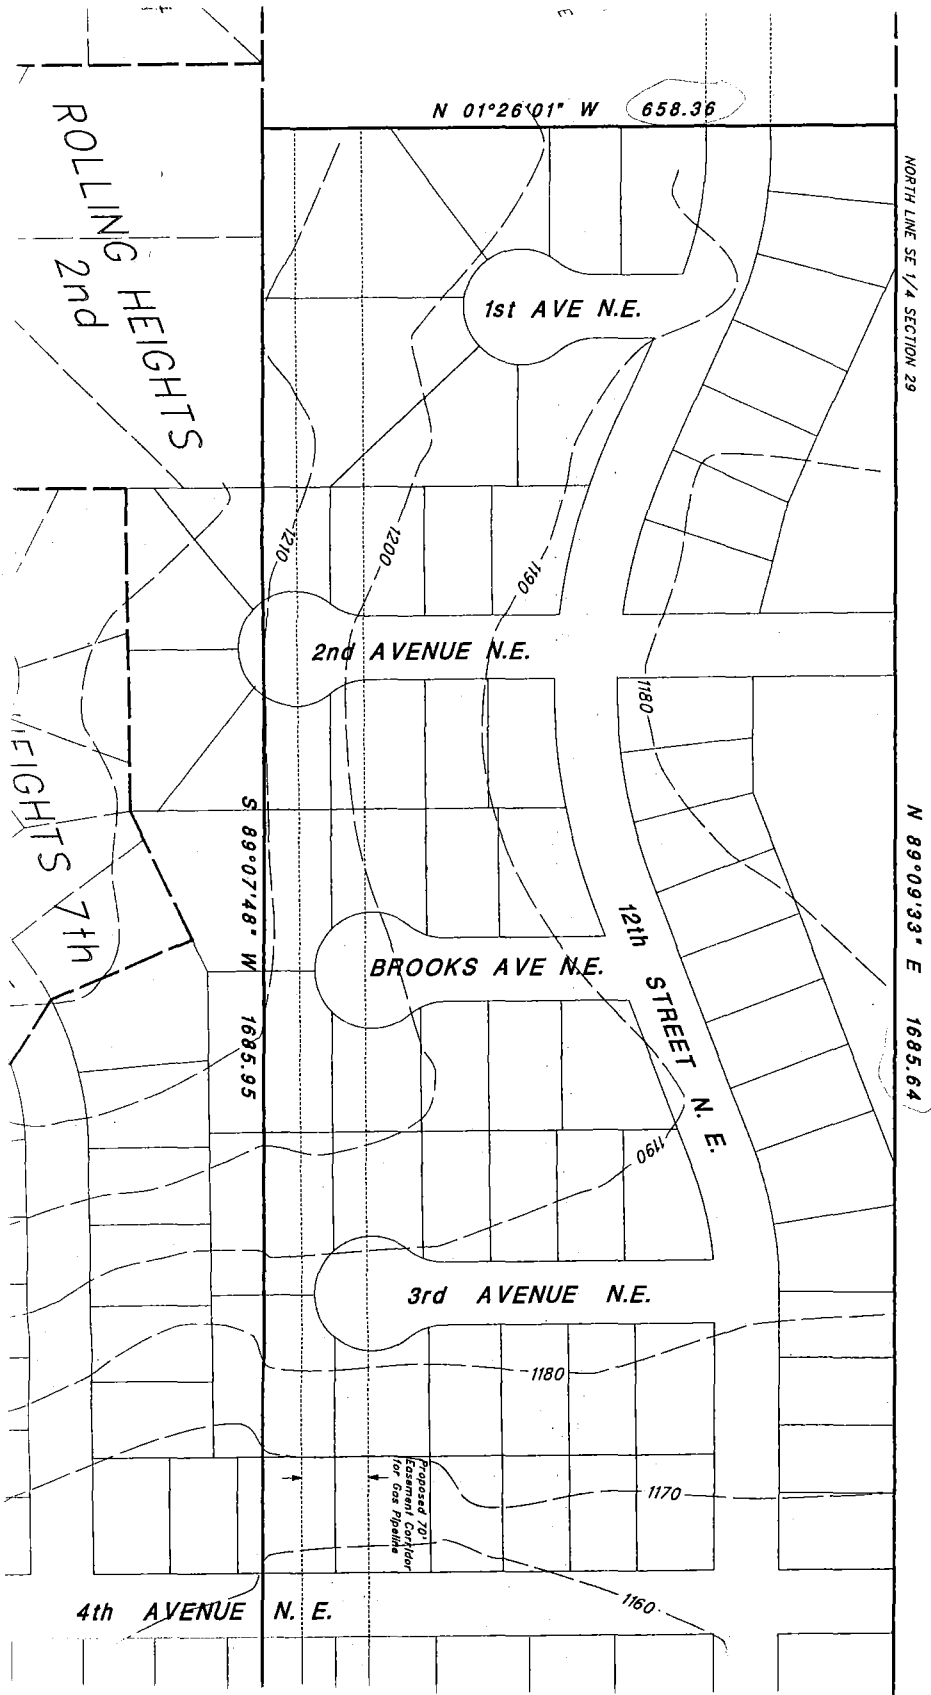 N 01°26'01" W 658.36
NORTH LINE SE 1/4 SECTION 29
ROLLING HEIGHTS
2nd
1st AVE N.E.
1210
1200
1190
2nd AVENUE N.E.
1180
HEIGHTS 7th
S 89°07'48" W 1685.95
N 89°09'33" E 1685.64
12th STREET N. E.
BROOKS AVE N.E.
1190
3rd AVENUE N.E.
1180
Proposed 70'
Easement Corridor
for Gas Pipeline
1170
1160
4th AVENUE N. E.